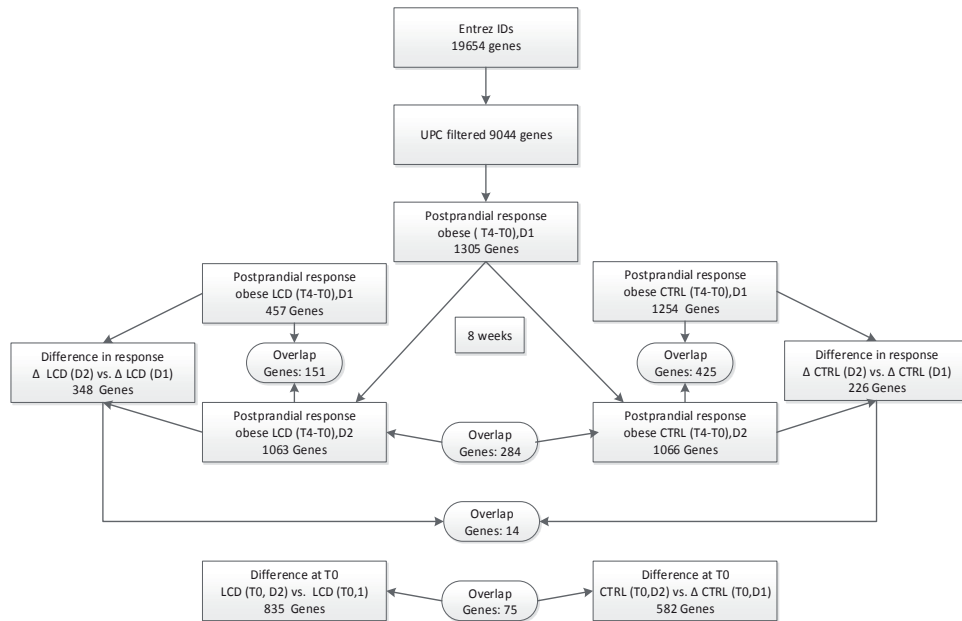 Entrez IDs
19654 genes
UPC filtered 9044 genes
Postprandial response
obese ( T4-T0),D1
1305 Genes
Postprandial response
obese LCD (T4-T0),D1
457 Genes
Postprandial response
obese CTRL (T4-T0),D1
1254 Genes
8 weeks
Difference in response
Δ LCD (D2) vs. Δ LCD (D1)
348 Genes
Overlap
Genes: 151
Overlap
Genes: 425
Difference in response
Δ CTRL (D2) vs. Δ CTRL (D1)
226 Genes
Postprandial response
obese LCD (T4-T0),D2
1063 Genes
Overlap
Genes: 284
Postprandial response
obese CTRL (T4-T0),D2
1066 Genes
Overlap
Genes: 14
Difference at T0
LCD (T0, D2) vs. LCD (T0,1)
835 Genes
Overlap
Genes: 75
Difference at T0
CTRL (T0,D2) vs. Δ CTRL (T0,D1)
582 Genes